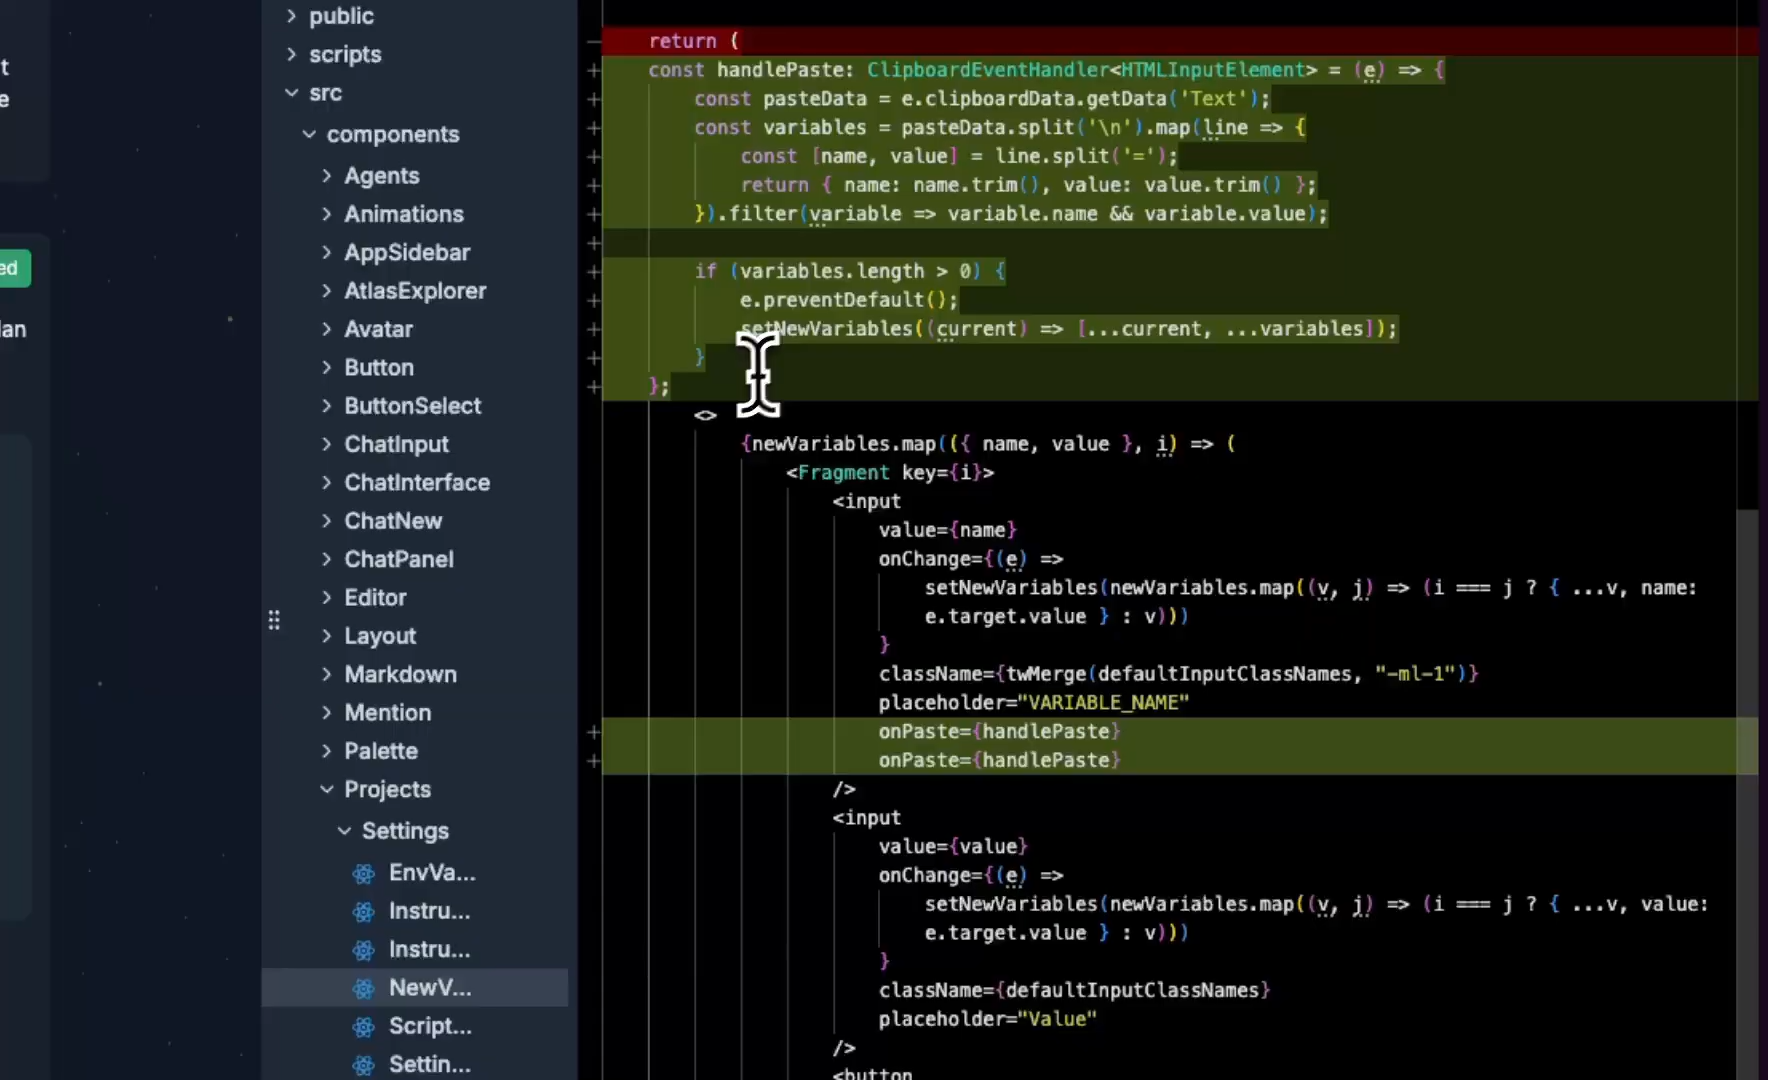 t
e
ed
lan
public
scripts
src
components
Agents
Animations
AppSidebar
AtlasExplorer
Avatar
Button
ButtonSelect
ChatInput
ChatInterface
ChatNew
ChatPanel
Editor
Layout
Markdown
Mention
Palette
Projects
Settings
EnvVa...
Instru...
Instru...
NewV...
Script...
Settin...
return (
const handlePaste: ClipboardEventHandler<HTMLInputElement> = (e) => {
const pasteData = e.clipboardData.getData('Text');
const variables = pasteData.split('\n').map(line => {
const [name, value] = line.split('=');
return { name: name.trim(), value: value.trim() };
}).filter(variable => variable.name && variable.value);
if (variables.length > 0) {
e.preventDefault();
setNewVariables((current) => [...current, ...variables]);
}
};
<>
{newVariables.map(({ name, value }, i) => (
<Fragment key={i}>
<input
value={name}
onChange={(e) =>
setNewVariables(newVariables.map((v, j) => (i === j ? { ...v, name:
e.target.value } : v)))
}
className={twMerge(defaultInputClassNames, "-ml-1")}
placeholder="VARIABLE_NAME"
onPaste={handlePaste}
onPaste={handlePaste}
/>
<input
value={value}
onChange={(e) =>
setNewVariables(newVariables.map((v, j) => (i === j ? { ...v, value:
e.target.value } : v)))
}
className={defaultInputClassNames}
placeholder="Value"
/>
<button